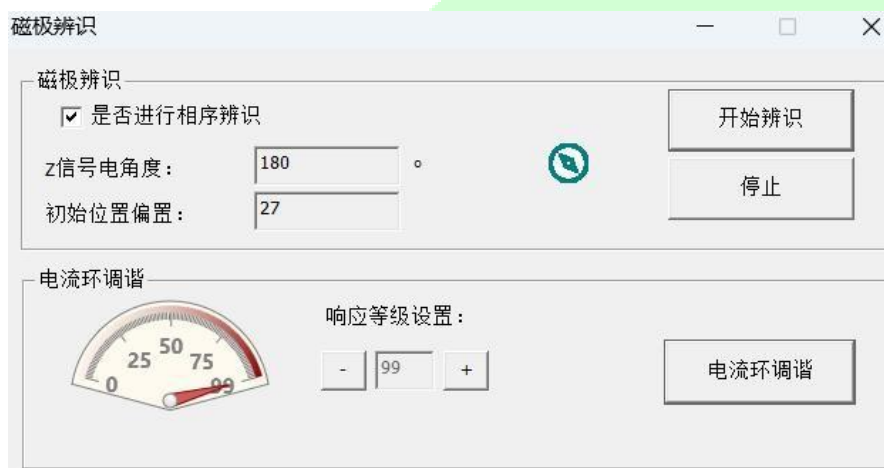 磁极辨识
磁极辨识
是否进行相序辨识
开始辨识
Z信号电角度：
180
°
停止
初始位置偏置：
27
电流环调谐
响应等级设置：
0
25
50
75
99
-
99
+
电流环调谐